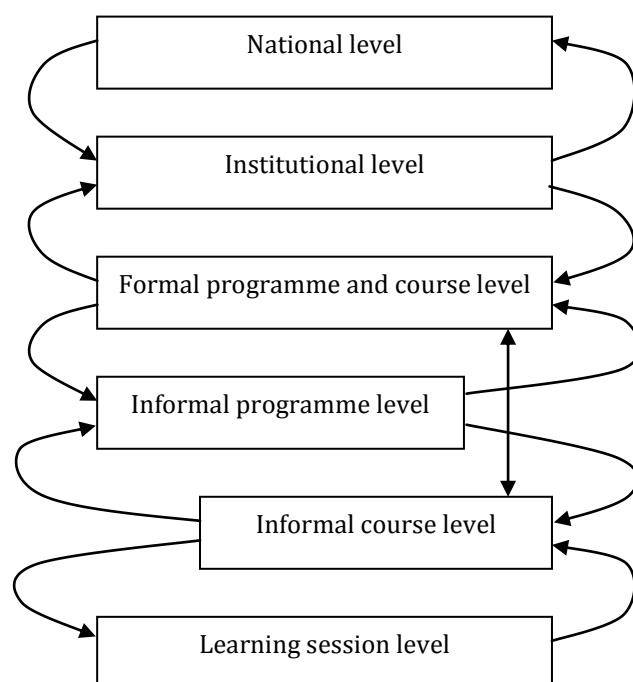 National level
Institutional level
Formal programme and course level
Informal programme level
Informal course level
Learning session level